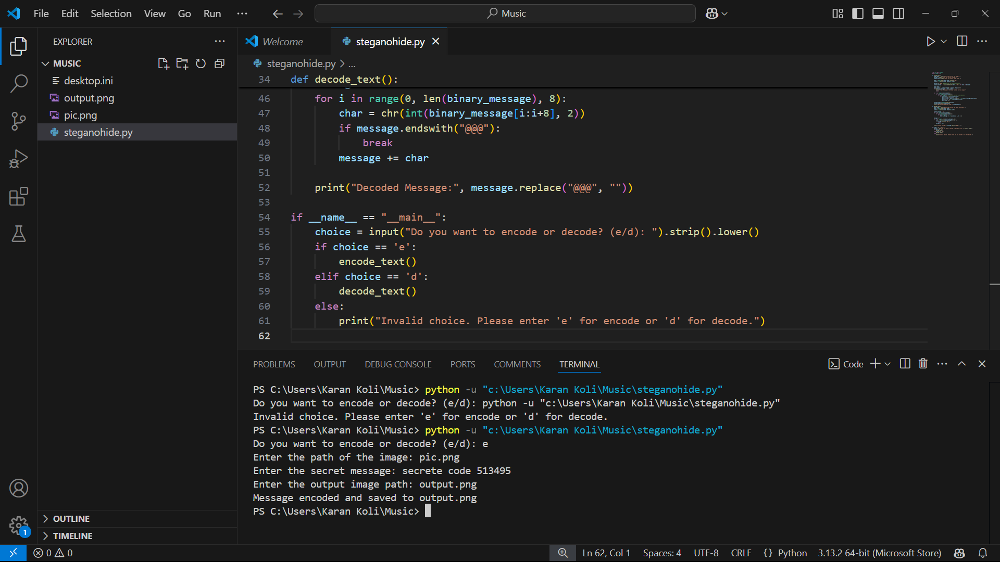 File Edit Selection View Go Run
Music
EXPLORER
Welcome
steganohide.py
MUSIC
desktop.ini
output.png
pic.png
steganohide.py
steganohide.py > ...
34 def decode_text():
46 for i in range(0, len(binary_message), 8):
47 char = chr(int(binary_message[i:i+8], 2))
48 if message.endswith("@@@"):
49 break
50 message += char
51
52 print("Decoded Message:", message.replace("@@@", ""))
53
54 if __name__ == "__main__":
55 choice = input("Do you want to encode or decode? (e/d): ").strip().lower()
56 if choice == 'e':
57 encode_text()
58 elif choice == 'd':
59 decode_text()
60 else:
61 print("Invalid choice. Please enter 'e' for encode or 'd' for decode.")
62
PROBLEMS OUTPUT DEBUG CONSOLE PORTS COMMENTS TERMINAL
Code
PS C:\Users\Karan Koli\Music> python -u "c:\Users\Karan Koli\Music\steganohide.py"
Do you want to encode or decode? (e/d): python -u "c:\Users\Karan Koli\Music\steganohide.py"
Invalid choice. Please enter 'e' for encode or 'd' for decode.
PS C:\Users\Karan Koli\Music> python -u "c:\Users\Karan Koli\Music\steganohide.py"
Do you want to encode or decode? (e/d): e
Enter the path of the image: pic.png
Enter the secret message: secrete code 513495
Enter the output image path: output.png
Message encoded and saved to output.png
PS C:\Users\Karan Koli\Music>
OUTLINE
TIMELINE
1
0 0
Ln 62, Col 1 Spaces: 4 UTF-8 CRLF {} Python 3.13.2 64-bit (Microsoft Store)